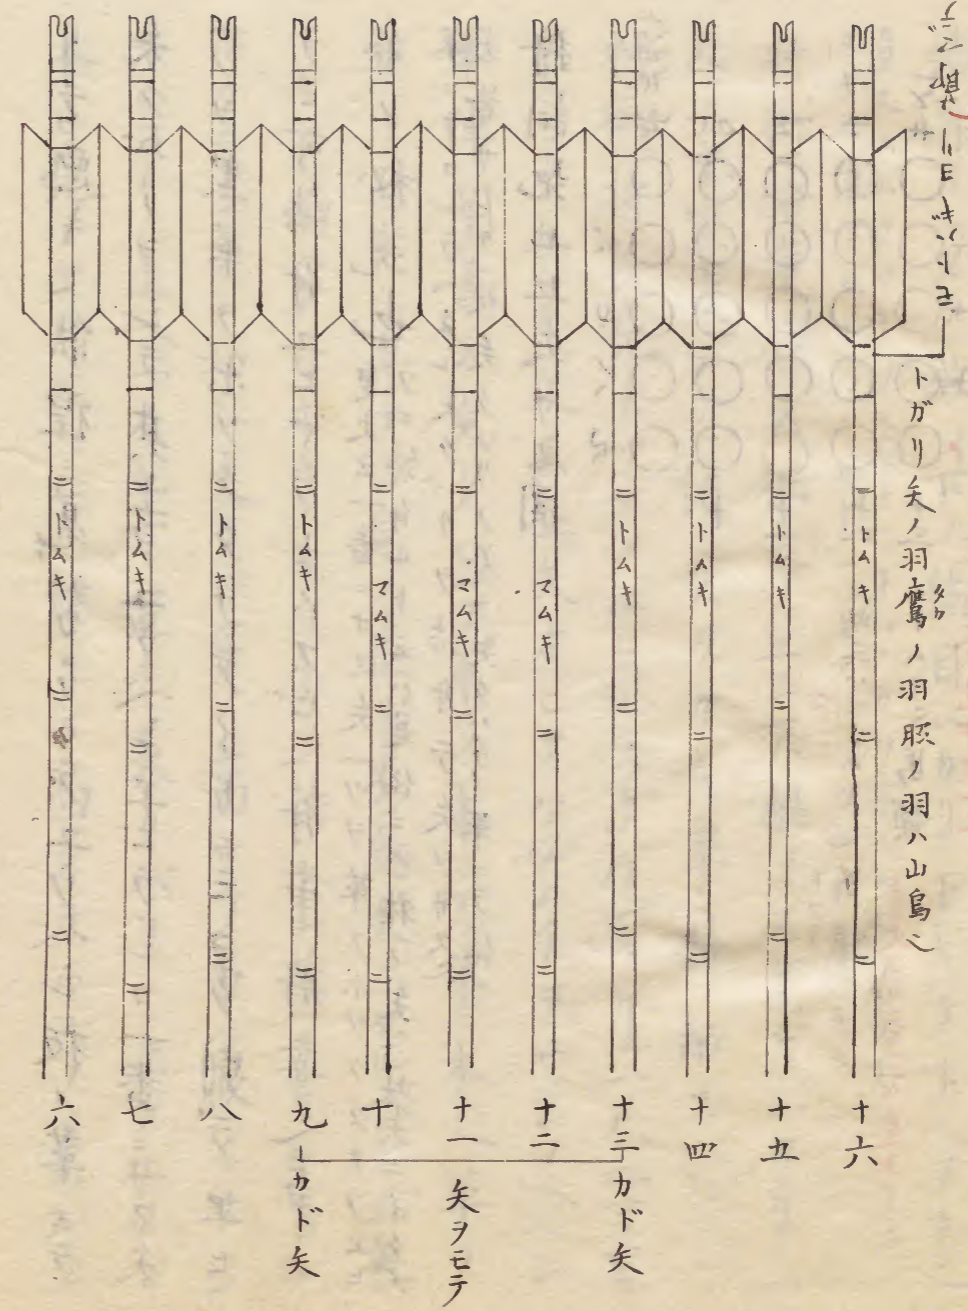 トガリ矢ノ羽鷹ノ羽
タカ
ノ羽ハ山鳥
トムキ
トムキ
トムキ
トムキ
マムキ
マムキ
マムキ
トムキ
トムキ
トムキ
トムキ
十六
十五
十四
十三
十二
十一
十
九
八
七
六
カド矢
矢ヲモテ
カド矢